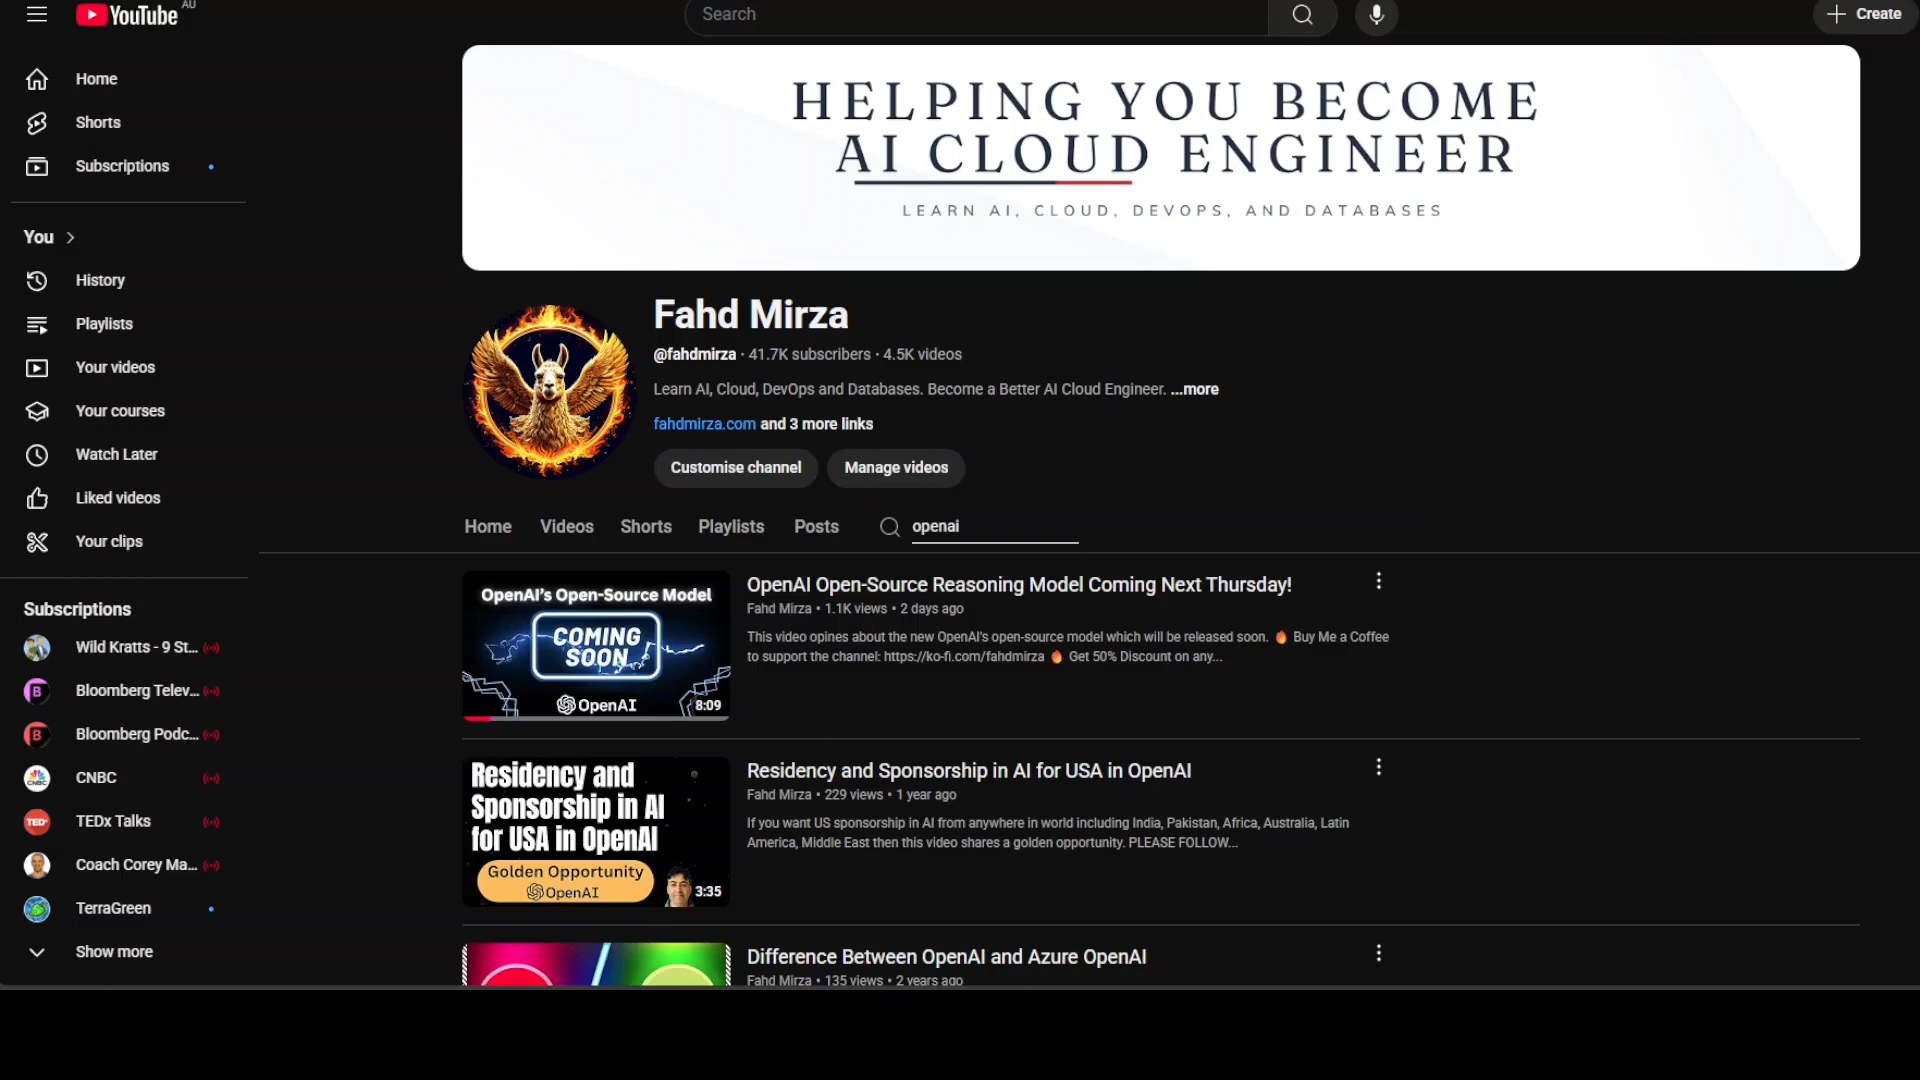 YouTube AU
Search
Create
Home
Shorts
Subscriptions
You
History
Playlists
Your videos
Your courses
Watch Later
Liked videos
Your clips
Subscriptions
Wild Kratts - 9 St...
Bloomberg Telev...
Bloomberg Podc...
CNBC
TEDx Talks
Coach Corey Ma...
TerraGreen
Show more
HELPING YOU BECOME
AI CLOUD ENGINEER
LEARN AI, CLOUD, DEVOPS, AND DATABASES
Fahd Mirza
@fahdmirza · 41.7K subscribers · 4.5K videos
Learn AI, Cloud, DevOps and Databases. Become a Better AI Cloud Engineer. ...more
fahdmirza.com and 3 more links
Customise channel
Manage videos
Home
Videos
Shorts
Playlists
Posts
openai
OpenAI's Open-Source Model
COMING
SOON
OpenAI
8:09
OpenAI Open-Source Reasoning Model Coming Next Thursday!
Fahd Mirza • 1.1K views • 2 days ago
This video opines about the new OpenAI's open-source model which will be released soon. 🔥 Buy Me a Coffee
to support the channel: https://ko-fi.com/fahdmirza 🔥 Get 50% Discount on any...
Residency and
Sponsorship in AI
for USA in OpenAI
Golden Opportunity
OpenAI
3:35
Residency and Sponsorship in AI for USA in OpenAI
Fahd Mirza • 229 views • 1 year ago
If you want US sponsorship in AI from anywhere in world including India, Pakistan, Africa, Australia, Latin
America, Middle East then this video shares a golden opportunity. PLEASE FOLLOW...
Difference Between OpenAI and Azure OpenAI
Fahd Mirza • 135 views • 2 years ago